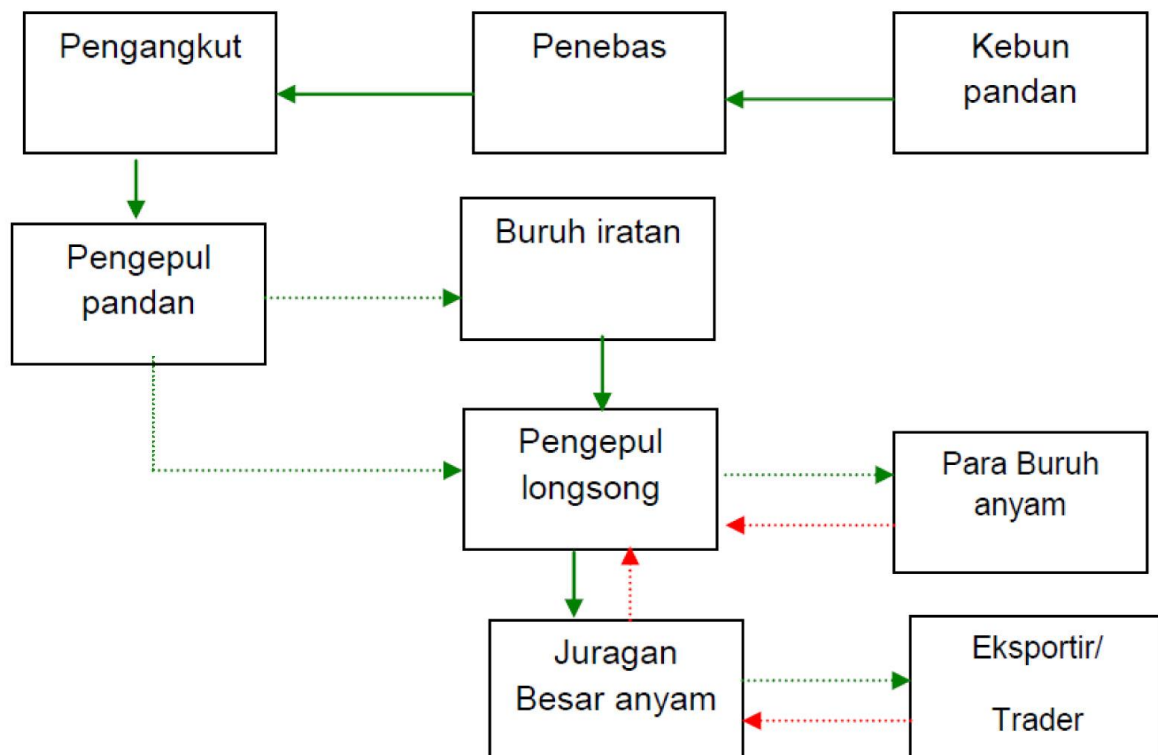 Pengangkut
Penebas
Kebun
pandan
Pengepul
pandan
Buruh iratan
Pengepul
longsong
Para Buruh
anyam
Juragan
Besar anyam
Eksportir/
Trader